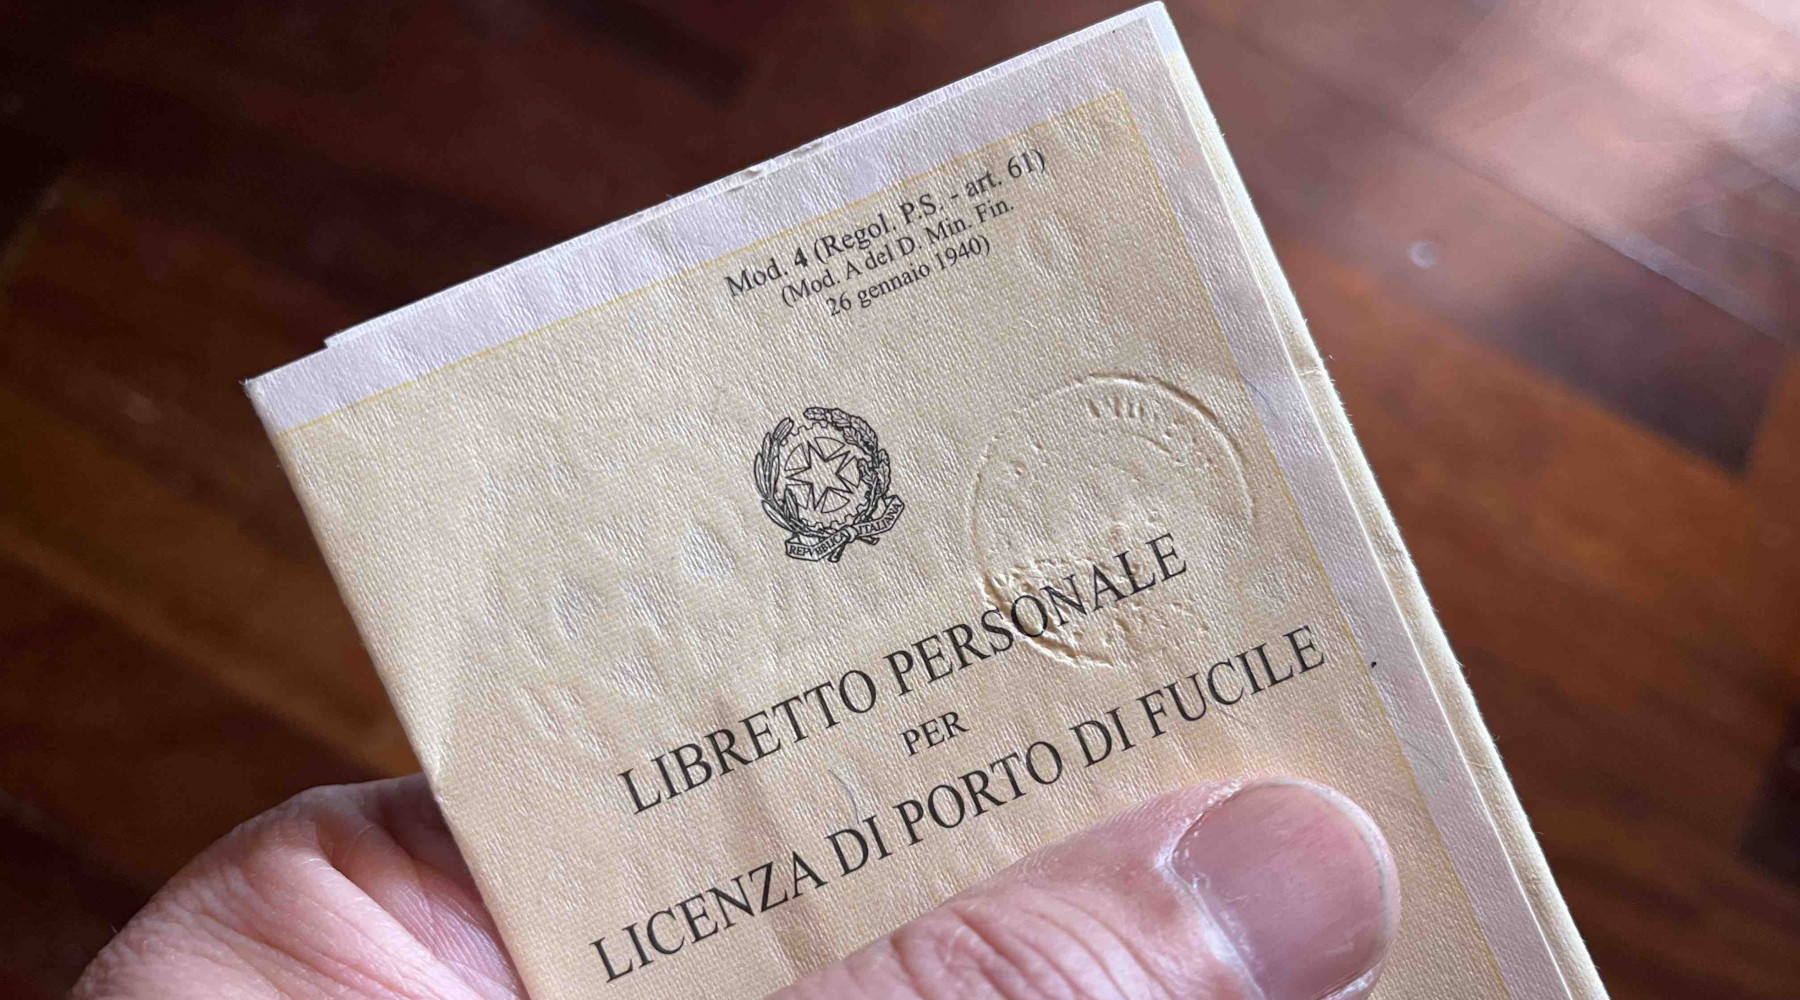 Mod. 4 (Regol. P.S. - art. 61)
(Mod. A del D. Min. Fin.
26 gennaio 1940)
REPVBBLICA ITALIANA
LIBRETTO PERSONALE
PER
LICENZA DI PORTO DI FUCILE